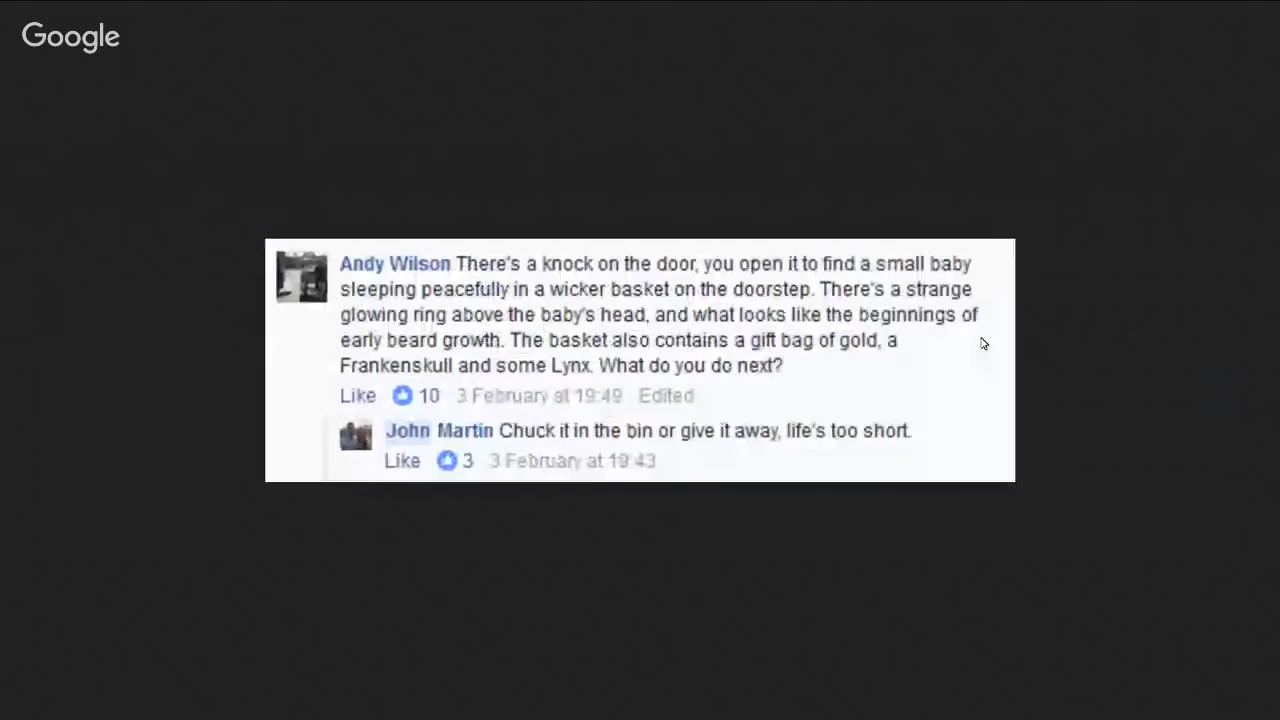 Google
Andy Wilson There's a knock on the door, you open it to find a small baby
sleeping peacefully in a wicker basket on the doorstep. There's a strange
glowing ring above the baby's head, and what looks like the beginnings of
early beard growth. The basket also contains a gift bag of gold, a
Frankenskull and some Lynx. What do you do next?
Like 10 3 February at 19:49 Edited
John Martin Chuck it in the bin or give it away, life's too short.
Like 3 3 February at 19:43